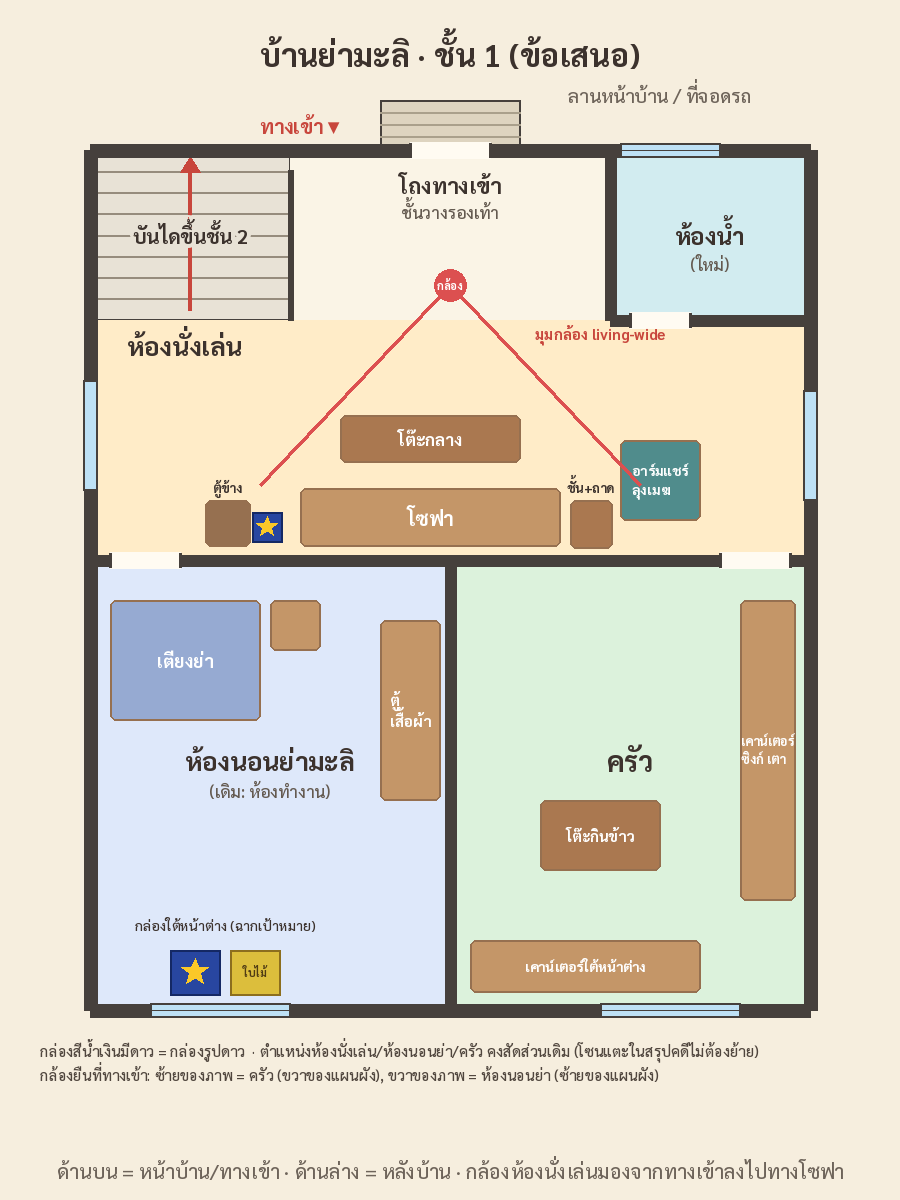 บ้านย่ามะลิ · ชั้น 1 (ข้อเสนอ)
ลานหน้าบ้าน / ที่จอดรถ
ทางเข้า ▼
โถงทางเข้า
ชั้นวางรองเท้า
บันไดขึ้นชั้น 2
ห้องน้ำ
(ใหม่)
กล้อง
มุมกล้อง living-wide
ห้องนั่งเล่น
โต๊ะกลาง
อาร์มแชร์
ลุงเมฆ
ตู้ข้าง
ชั้น+ถาด
โซฟา
เตียงย่า
ตู้
เสื้อผ้า
ห้องนอนย่ามะลิ
(เดิม: ห้องทำงาน)
ครัว
เคาน์เตอร์
ซิงก์ เตา
โต๊ะกินข้าว
กล่องใต้หน้าต่าง (ฉากเป้าหมาย)
ใบไม้
เคาน์เตอร์ใต้หน้าต่าง
กล่องสีน้ำเงินมีดาว = กล่องรูปดาว · ตำแหน่งห้องนั่งเล่น/ห้องนอนย่า/ครัว คงสัดส่วนเดิม (โซนแตะในสรุปคดีไม่ต้องย้าย)
กล้องยืนที่ทางเข้า: ซ้ายของภาพ = ครัว (ขวาของแผนผัง), ขวาของภาพ = ห้องนอนย่า (ซ้ายของแผนผัง)
ด้านบน = หน้าบ้าน/ทางเข้า · ด้านล่าง = หลังบ้าน · กล้องห้องนั่งเล่นมองจากทางเข้าลงไปทางโซฟา